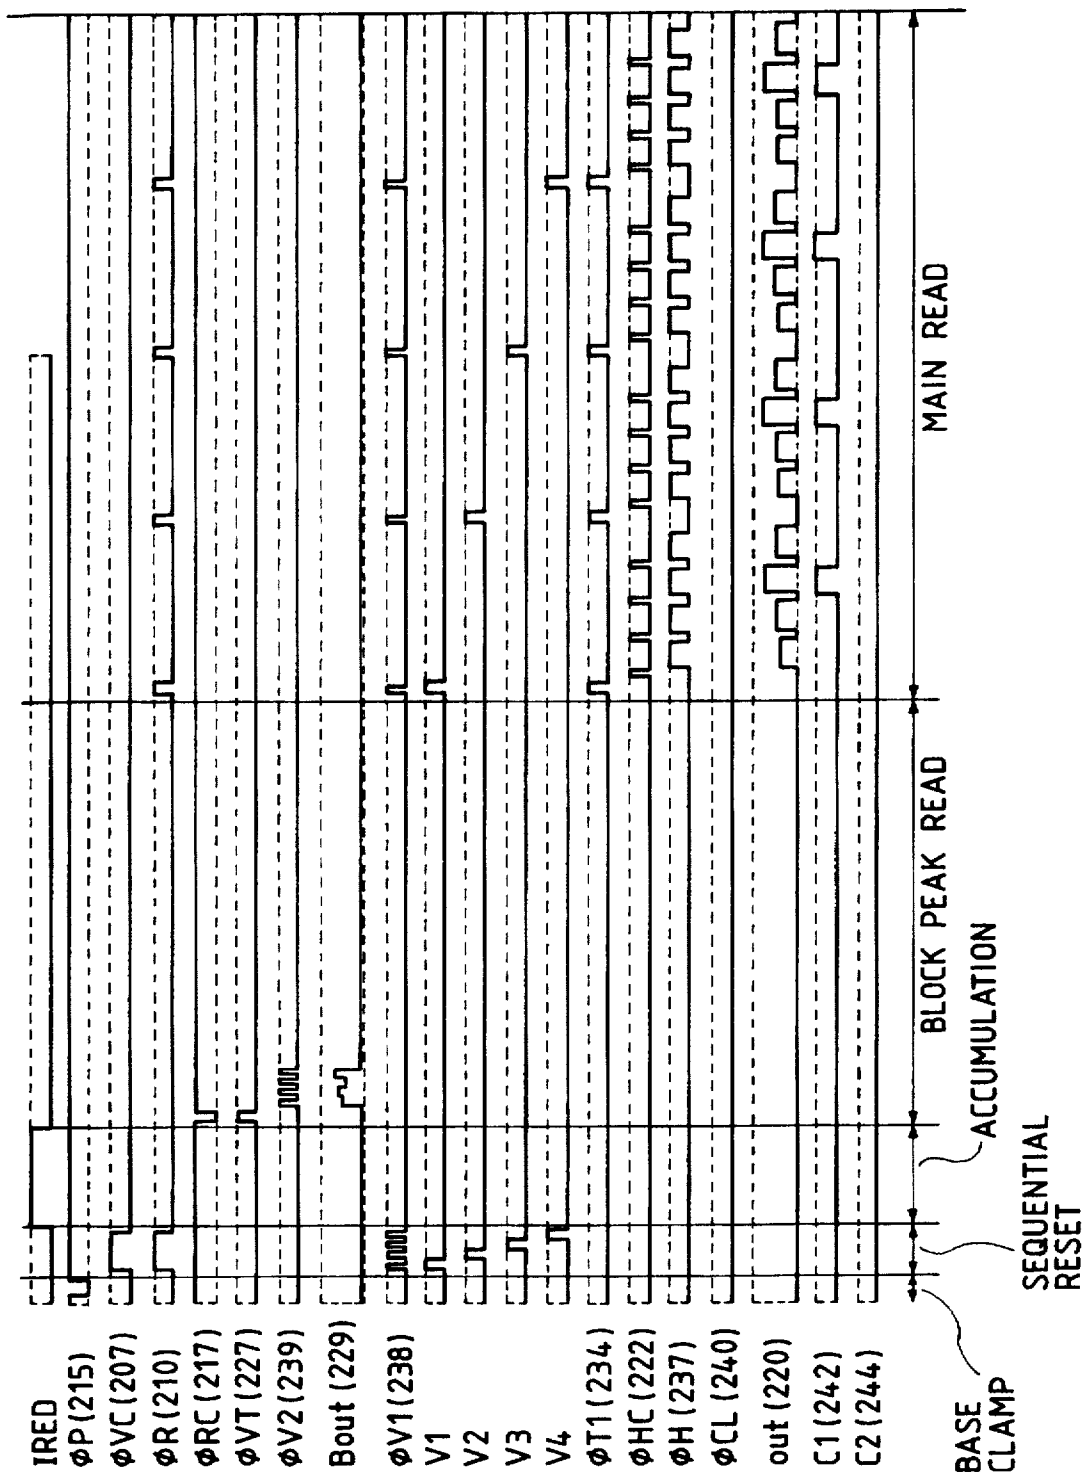 IRED
φP (215)
φVC (207)
φR (210)
φRC (217)
φVT (227)
φV2 (239)
Bout (229)
φV1 (238)
V1
V2
V3
V4
φT1 (234)
φHC (222)
φH (237)
φCL (240)
out (220)
C1 (242)
C2 (244)
BASE
CLAMP
SEQUENTIAL
RESET
ACCUMULATION
BLOCK PEAK READ
MAIN READ